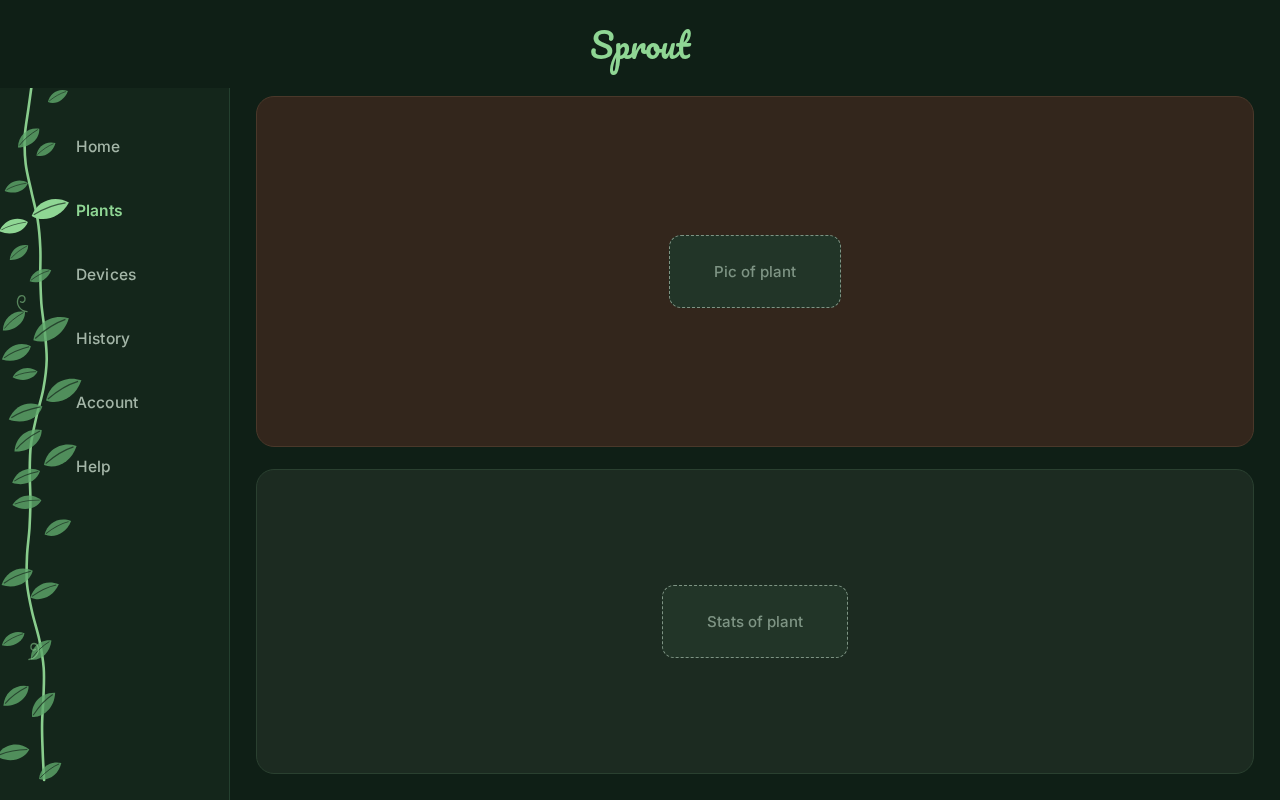 Sprout
Home
Plants
Devices
History
Account
Help
Pic of plant
Stats of plant